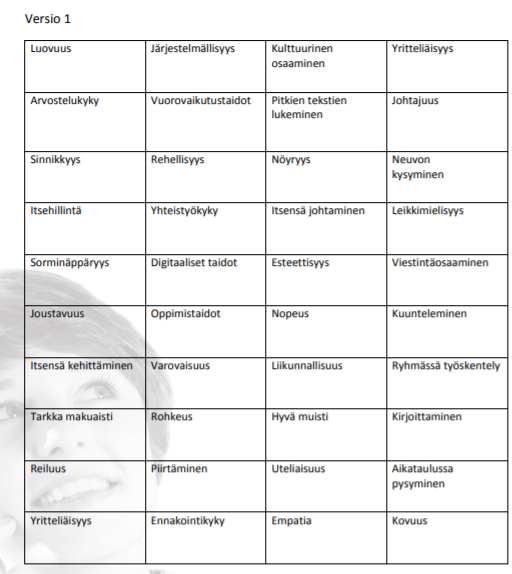 Versio 1
Luovuus Järjestelmällisyys Kulttuurinen osaaminen Yritteliäisyys
Arvostelukyky Vuorovaikutustaidot Pitkien tekstien lukeminen Johtajuus
Sinnikkyys Rehellisyys Nöyryys Neuvon kysyminen
Itsehillintä Yhteistyökyky Itsensä johtaminen Leikkimielisyys
Sorminäppäryys Digitaaliset taidot Esteettisyys Viestintäosaaminen
Joustavuus Oppimistaidot Nopeus Kuunteleminen
Itsensä kehittäminen Varovaisuus Liikunnallisuus Ryhmässä työskentely
Tarkka makuaisti Rohkeus Hyvä muisti Kirjoittaminen
Reiluus Piirtäminen Uteliaisuus Aikataulussa pysyminen
Yritteliäisyys Ennakointikyky Empatia Kovuus